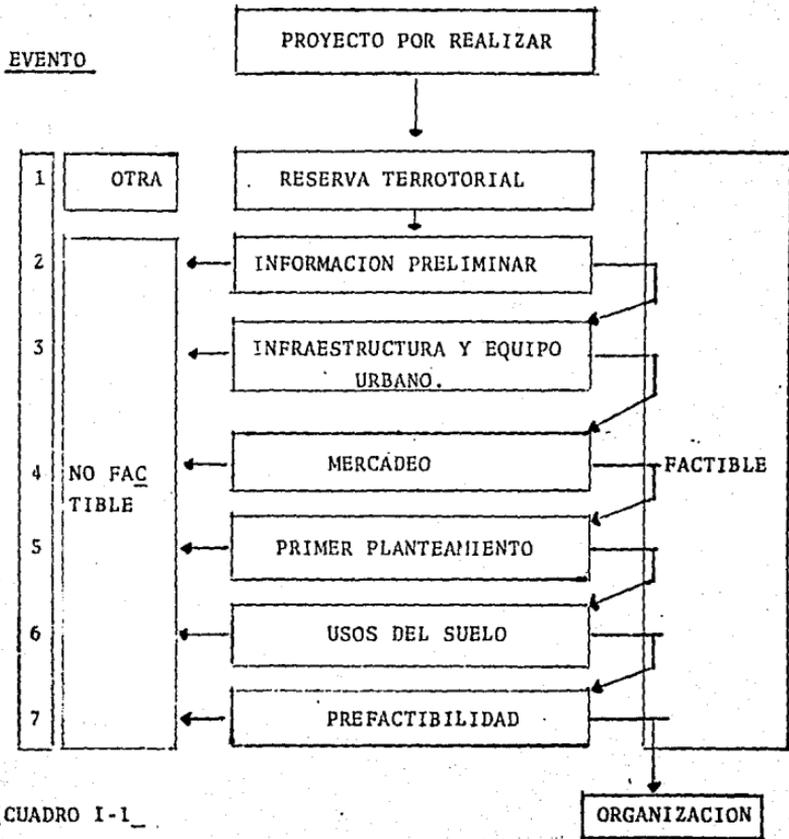 PROYECTO POR REALIZAR
EVENTO
1 OTRA RESERVA TERROTORIAL
2 INFORMACION PRELIMINAR
3 INFRAESTRUCTURA Y EQUIPO
URBANO.
4 NO FAC MERCADEO FACTIBLE
TIBLE
5 PRIMER PLANTEAMIENTO
6 USOS DEL SUELO
7 PREFACTIBILIDAD
CUADRO I-1_ ORGANIZACION